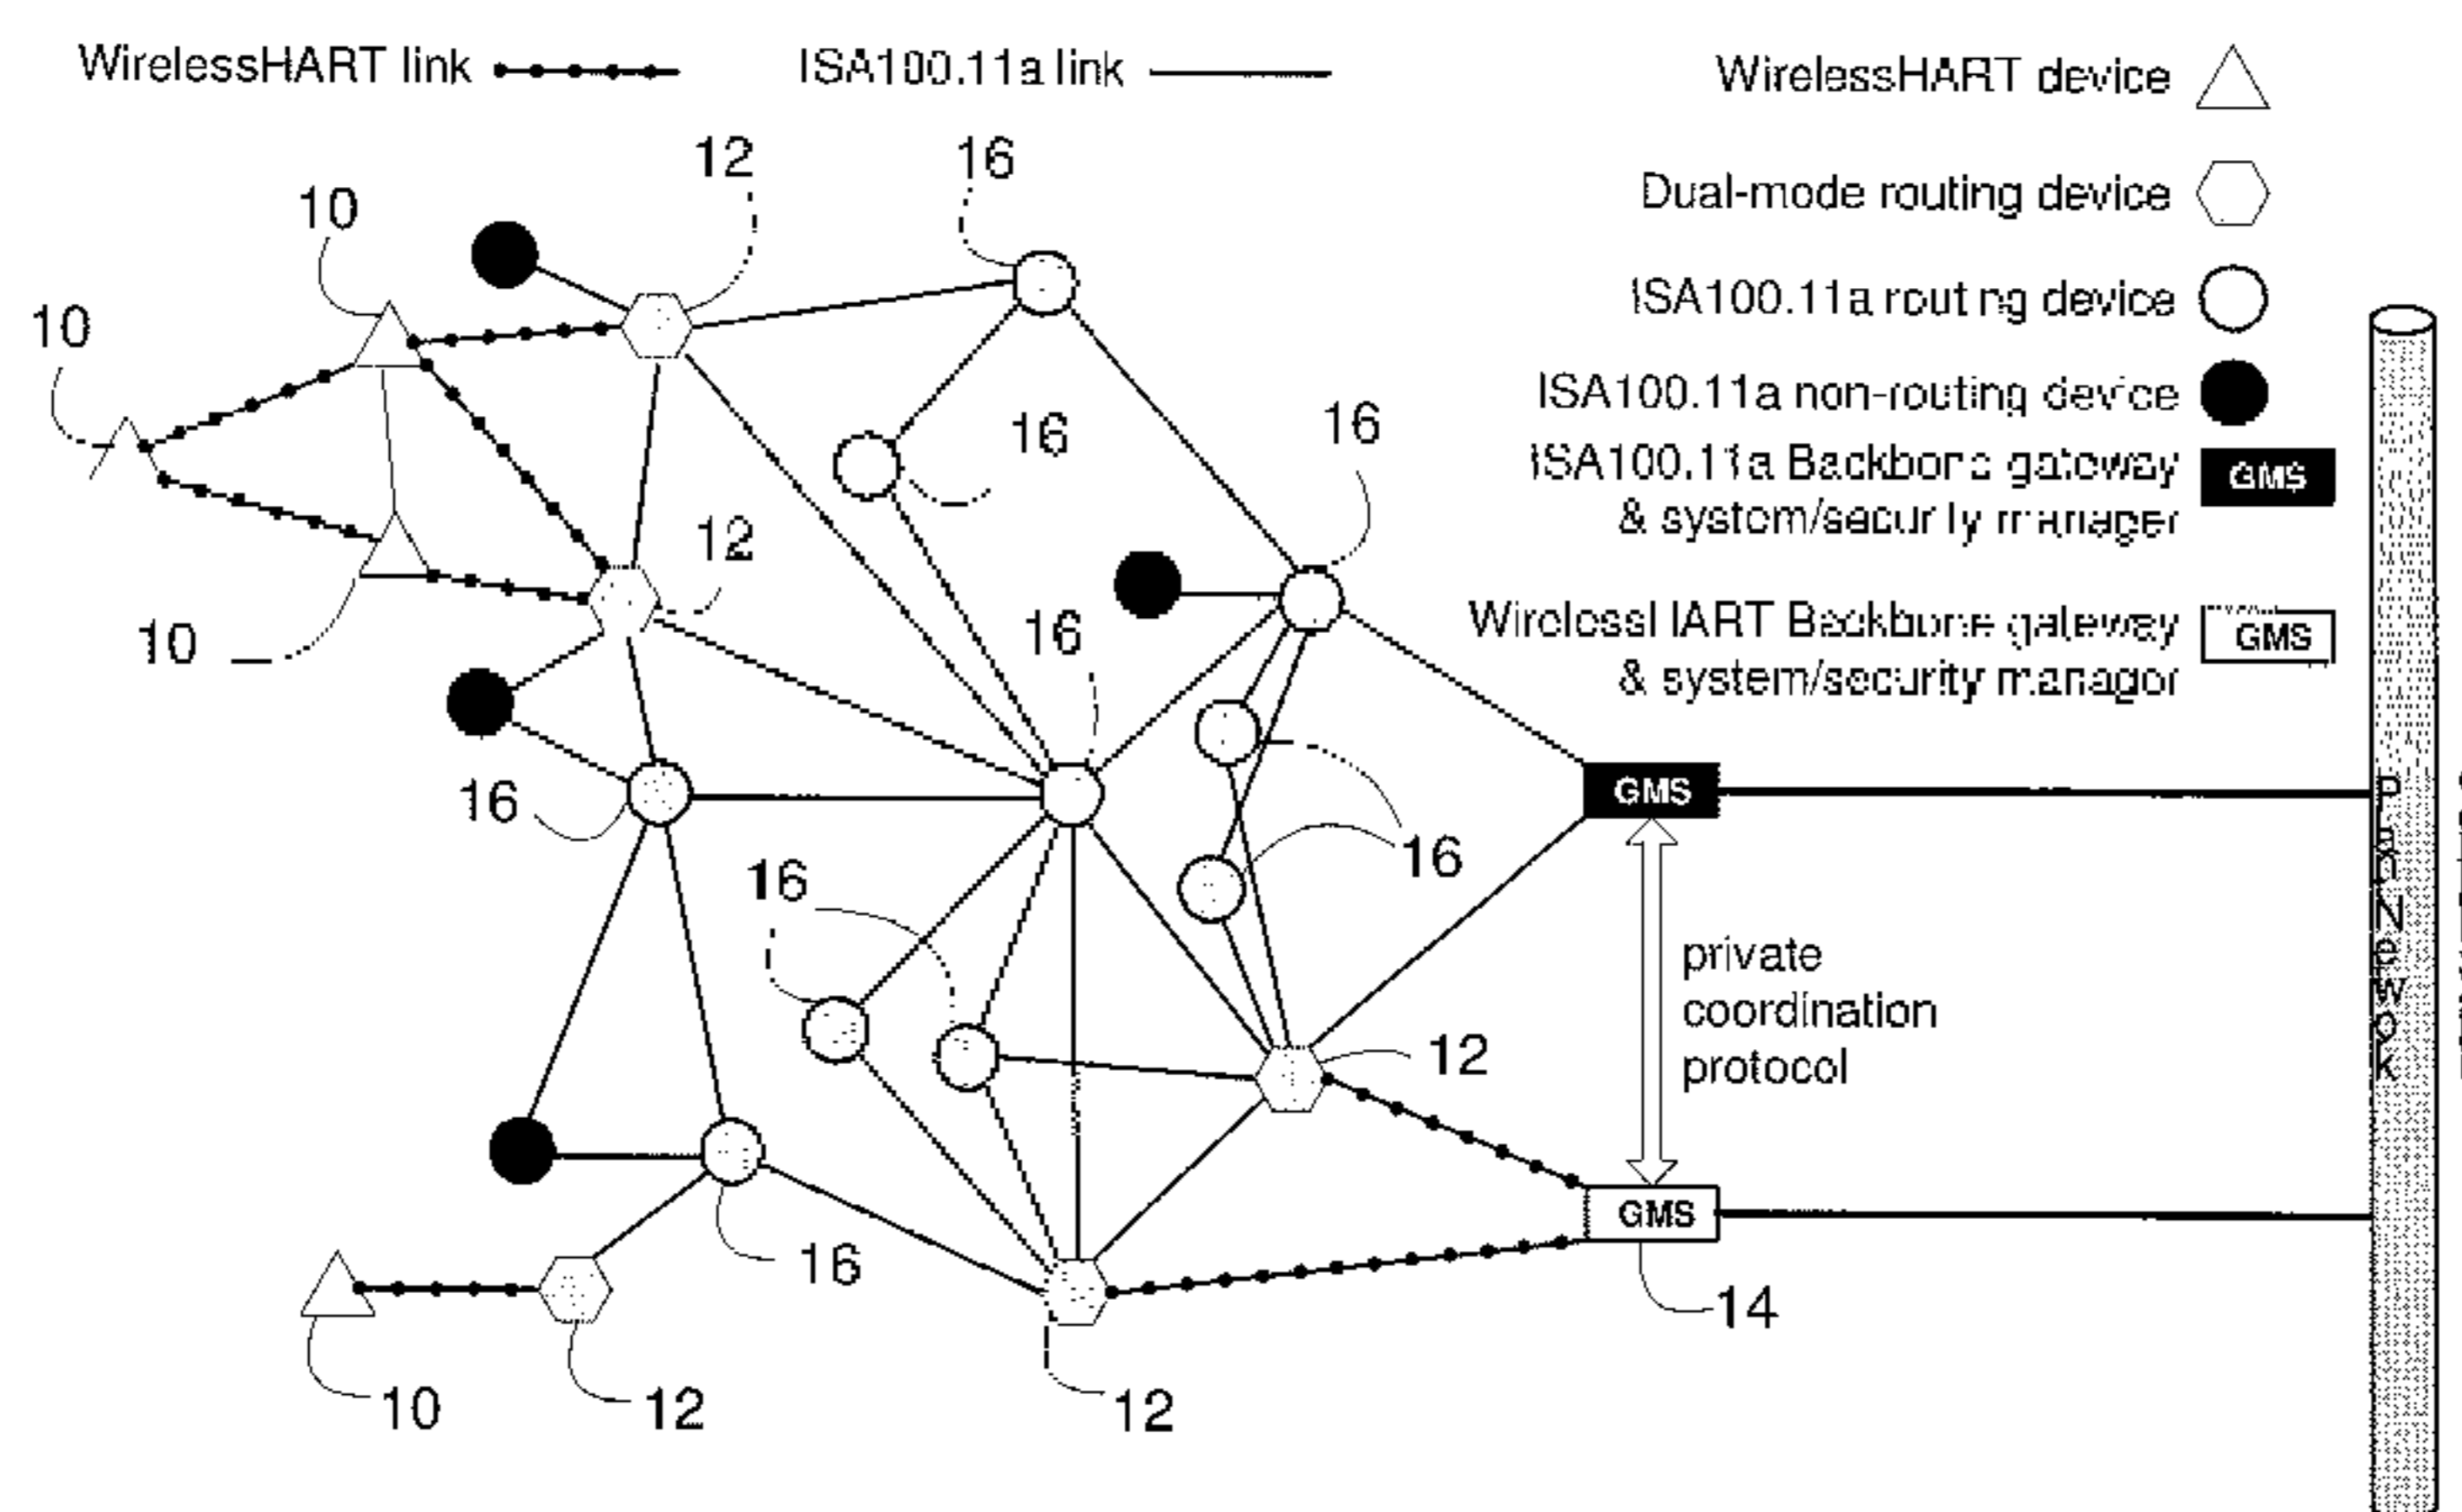 WirelessHART link
ISA100.11a link
WirelessHART device
Dual-mode routing device
ISA100.11a routing device
ISA100.11a non-routing device
ISA100.11a Backbone gateway
& system/security manager
GMS
WirelessHART Backbone gateway
& system/security manager
GMS
12
16
10
10
16
16
12
16
10
16
16
16
GMS
private
coordination
protocol
12
GMS
16
14
10
12
12